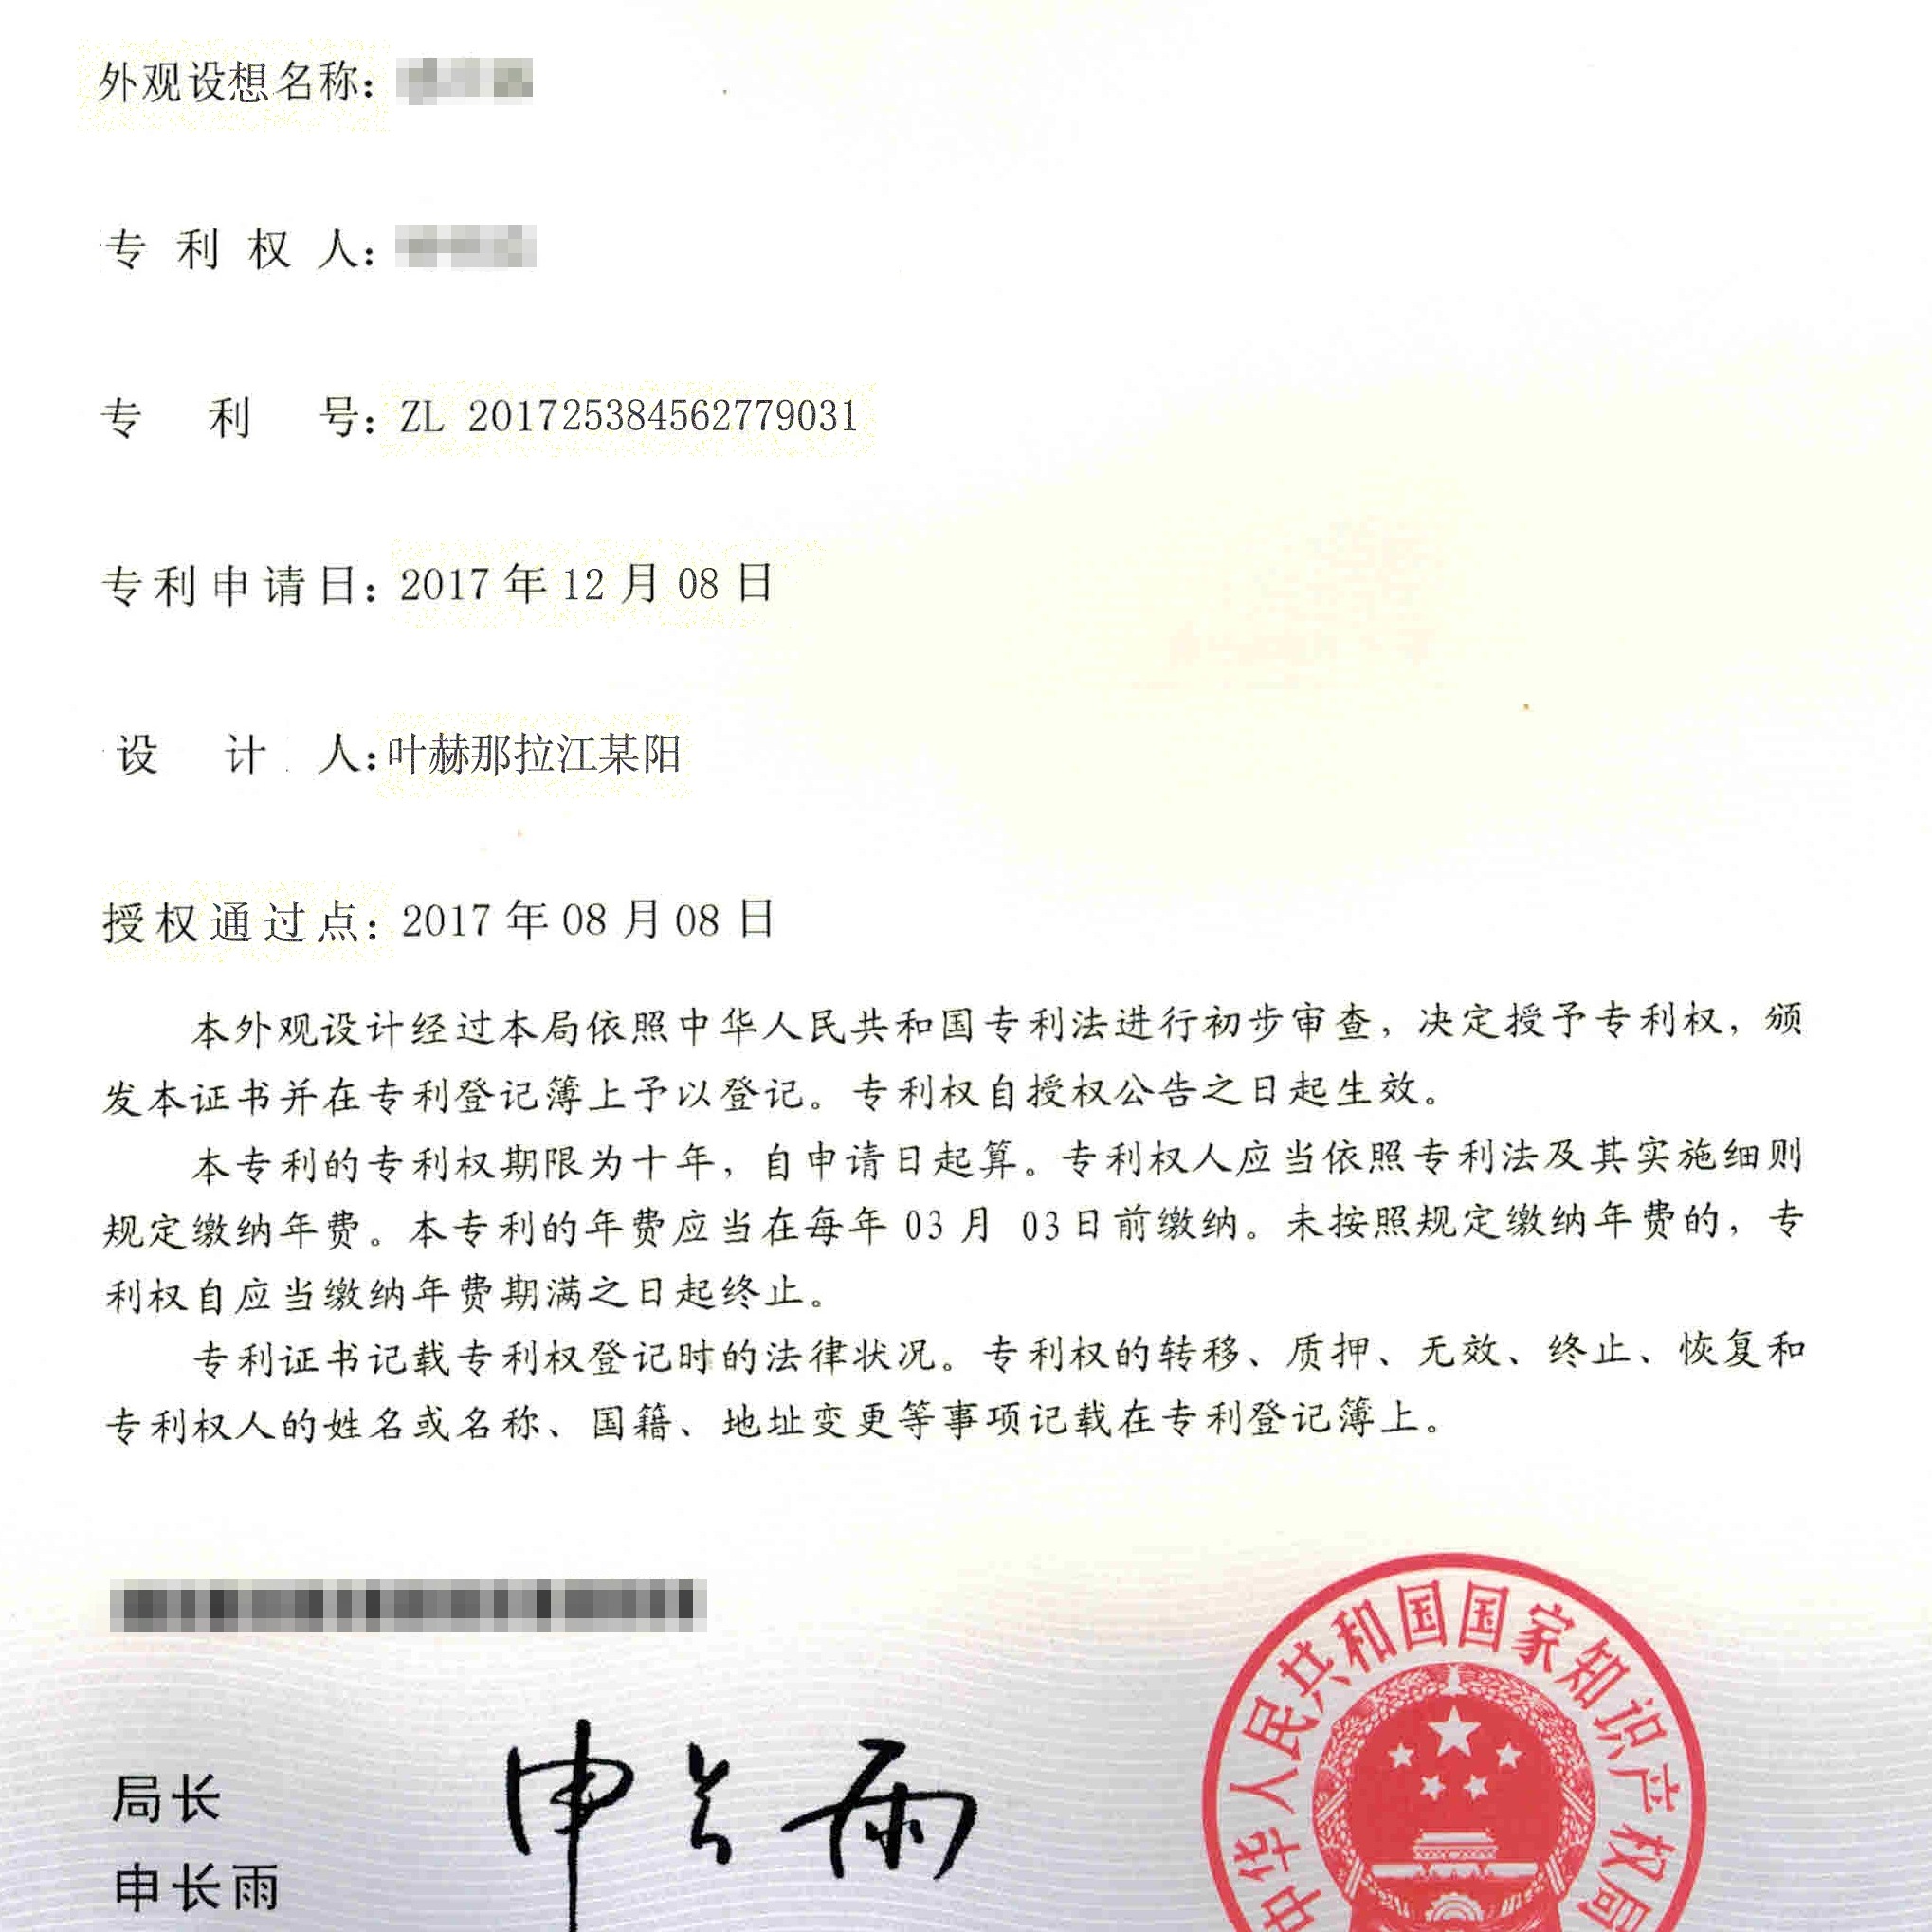 外观设想名称:
专利权人:
专利号: ZL 201725384562779031
专利申请日: 2017 年 12 月 08 日
设计人:叶赫那拉江某阳
授权通过点: 2017 年 08 月 08 日
本外观设计经过本局依照中华人民共和国专利法进行初步审查，决定授予专利权，颁
发本证书并在专利登记簿上予以登记。专利权自授权公告之日起生效。
本专利的专利权期限为十年，自申请日起算。专利权人应当依照专利法及其实施细则
规定缴纳年费。本专利的年费应当在每年 03 月 03 日前缴纳。未按照规定缴纳年费的，专
利权自应当缴纳年费期满之日起终止。
专利证书记载专利权登记时的法律状况。专利权的转移、质押、无效、终止、恢复和
专利权人的姓名或名称、国籍、地址变更等事项记载在专利登记簿上。
局长
申长雨
申长雨
中华人民共和国国家知识产权局